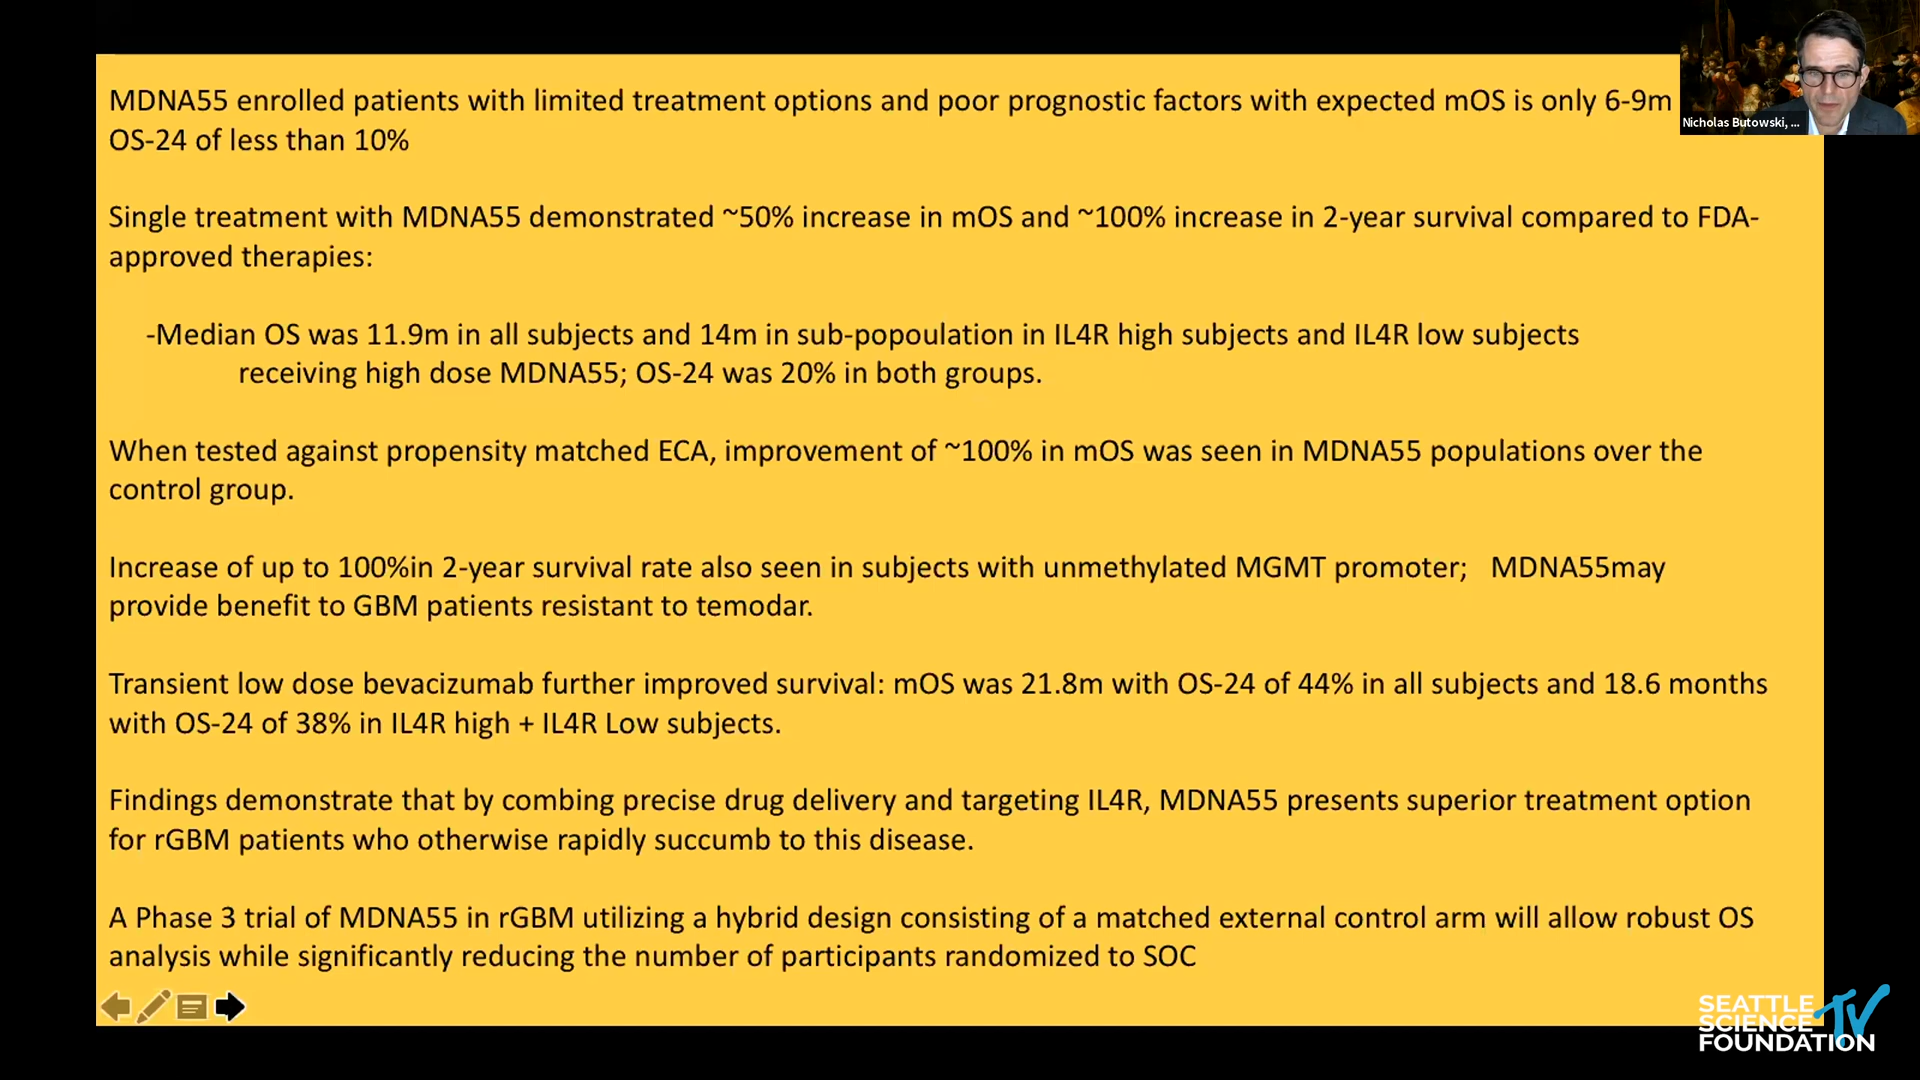 MDNA55 enrolled patients with limited treatment options and poor prognostic factors with expected mOS is only 6-9m
OS-24 of less than 10%
Single treatment with MDNA55 demonstrated ~50% increase in mOS and ~100% increase in 2-year survival compared to FDA-
approved therapies:
-Median OS was 11.9m in all subjects and 14m in sub-popoulation in IL4R high subjects and IL4R low subjects
receiving high dose MDNA55; OS-24 was 20% in both groups.
When tested against propensity matched ECA, improvement of ~100% in mOS was seen in MDNA55 populations over the
control group.
Increase of up to 100%in 2-year survival rate also seen in subjects with unmethylated MGMT promoter;   MDNA55may
provide benefit to GBM patients resistant to temodar.
Transient low dose bevacizumab further improved survival: mOS was 21.8m with OS-24 of 44% in all subjects and 18.6 months
with OS-24 of 38% in IL4R high + IL4R Low subjects.
Findings demonstrate that by combing precise drug delivery and targeting IL4R, MDNA55 presents superior treatment option
for rGBM patients who otherwise rapidly succumb to this disease.
A Phase 3 trial of MDNA55 in rGBM utilizing a hybrid design consisting of a matched external control arm will allow robust OS
analysis while significantly reducing the number of participants randomized to SOC
Nicholas Butowski, ...
SEATTLE
SCIENCE
FOUNDATION
TV